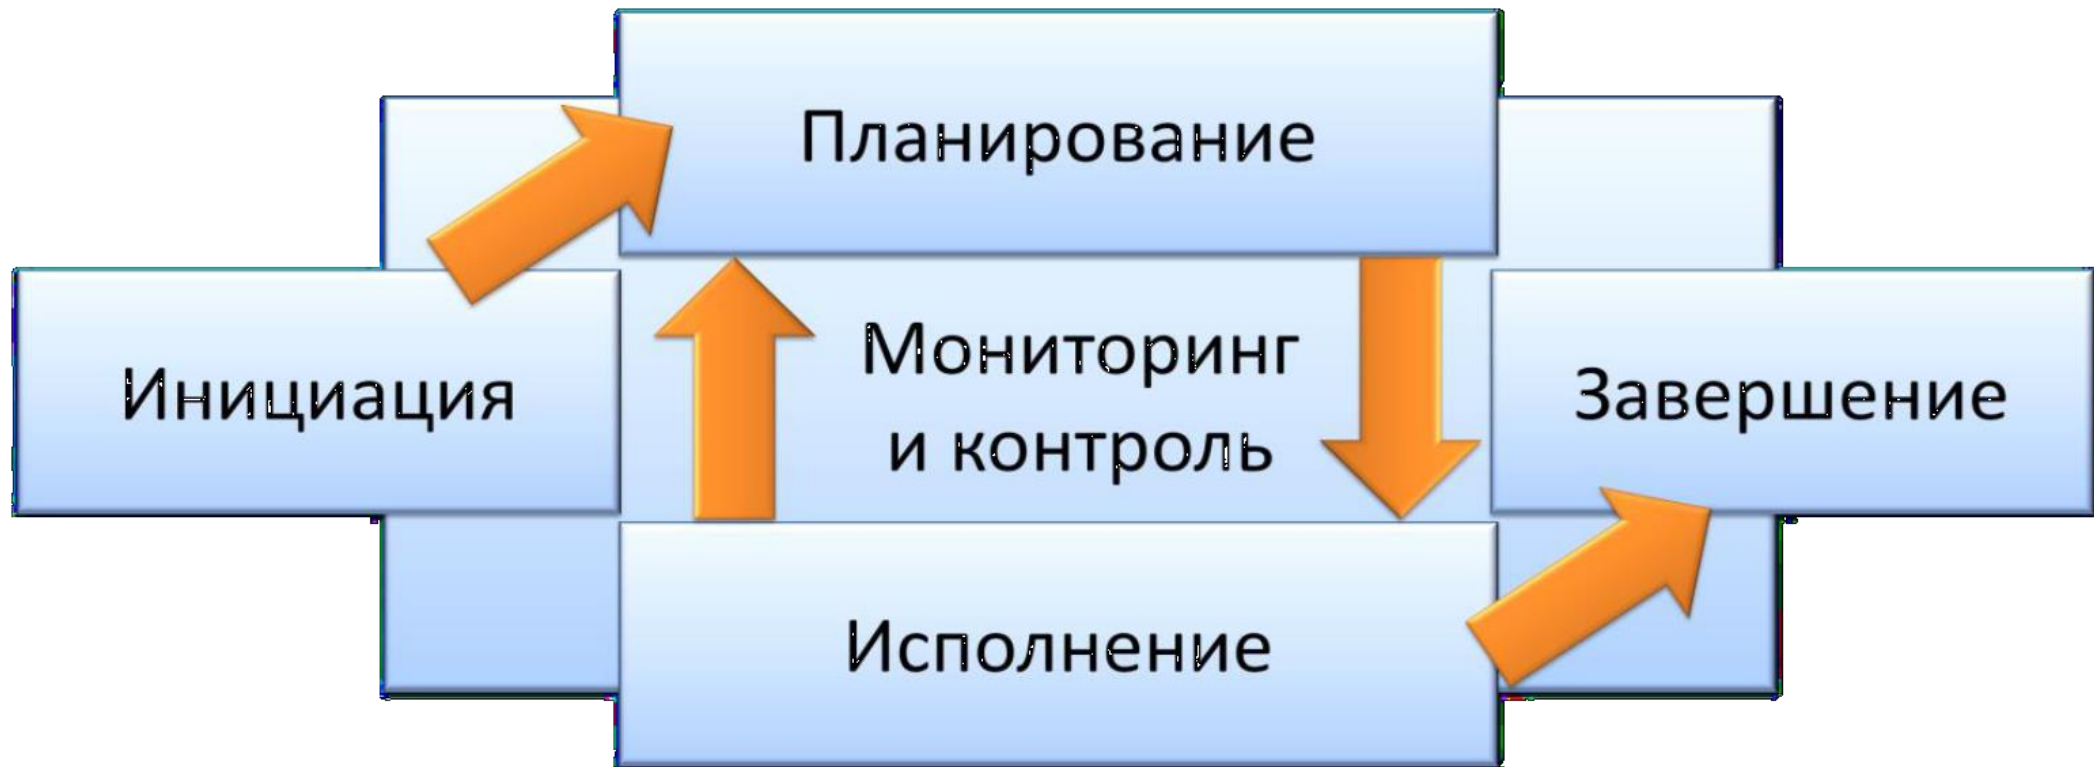 Планирование
Инициация
Мониторинг
и контроль
Завершение
Исполнение